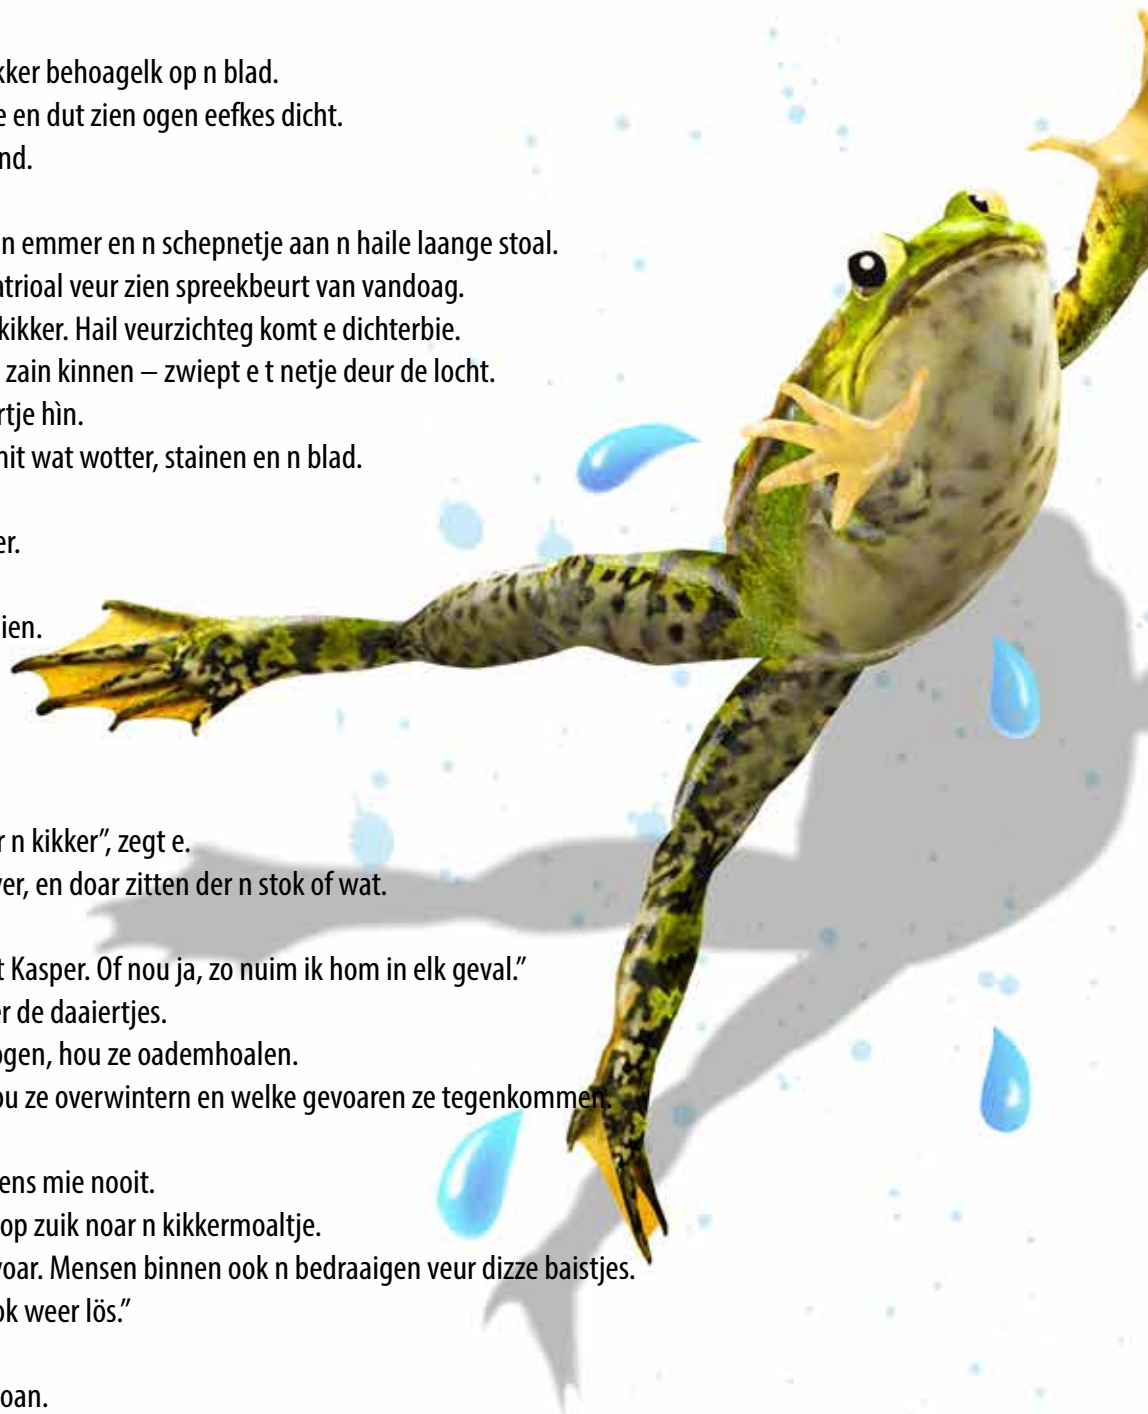 kker behoagelk op n blad.
e en dut zien ogen eefkes dicht.
nd.
n emmer en n schepnetje aan n haile laange stoal.
atrioal veur zien spreekbeurt van vandoag.
kikker. Hail veurzichteg komt e dichterbie.
zain kinnen – zwiept e t netje deur de locht.
rtje hìn.
nit wat wotter, stainen en n blad.
er.
ien.
r n kikker”, zegt e.
ver, en doar zitten der n stok of wat.
t Kasper. Of nou ja, zo nuim ik hom in elk geval.”
er de daaiertjes.
ogen, hou ze oademhoalen.
ou ze overwintern en welke gevoaren ze tegenkommen.
ens mie nooit.
op zuik noar n kikkermoaltje.
voar. Mensen binnen ook n bedraaigen veur dizze baistjes.
ok weer lös.”
oan.